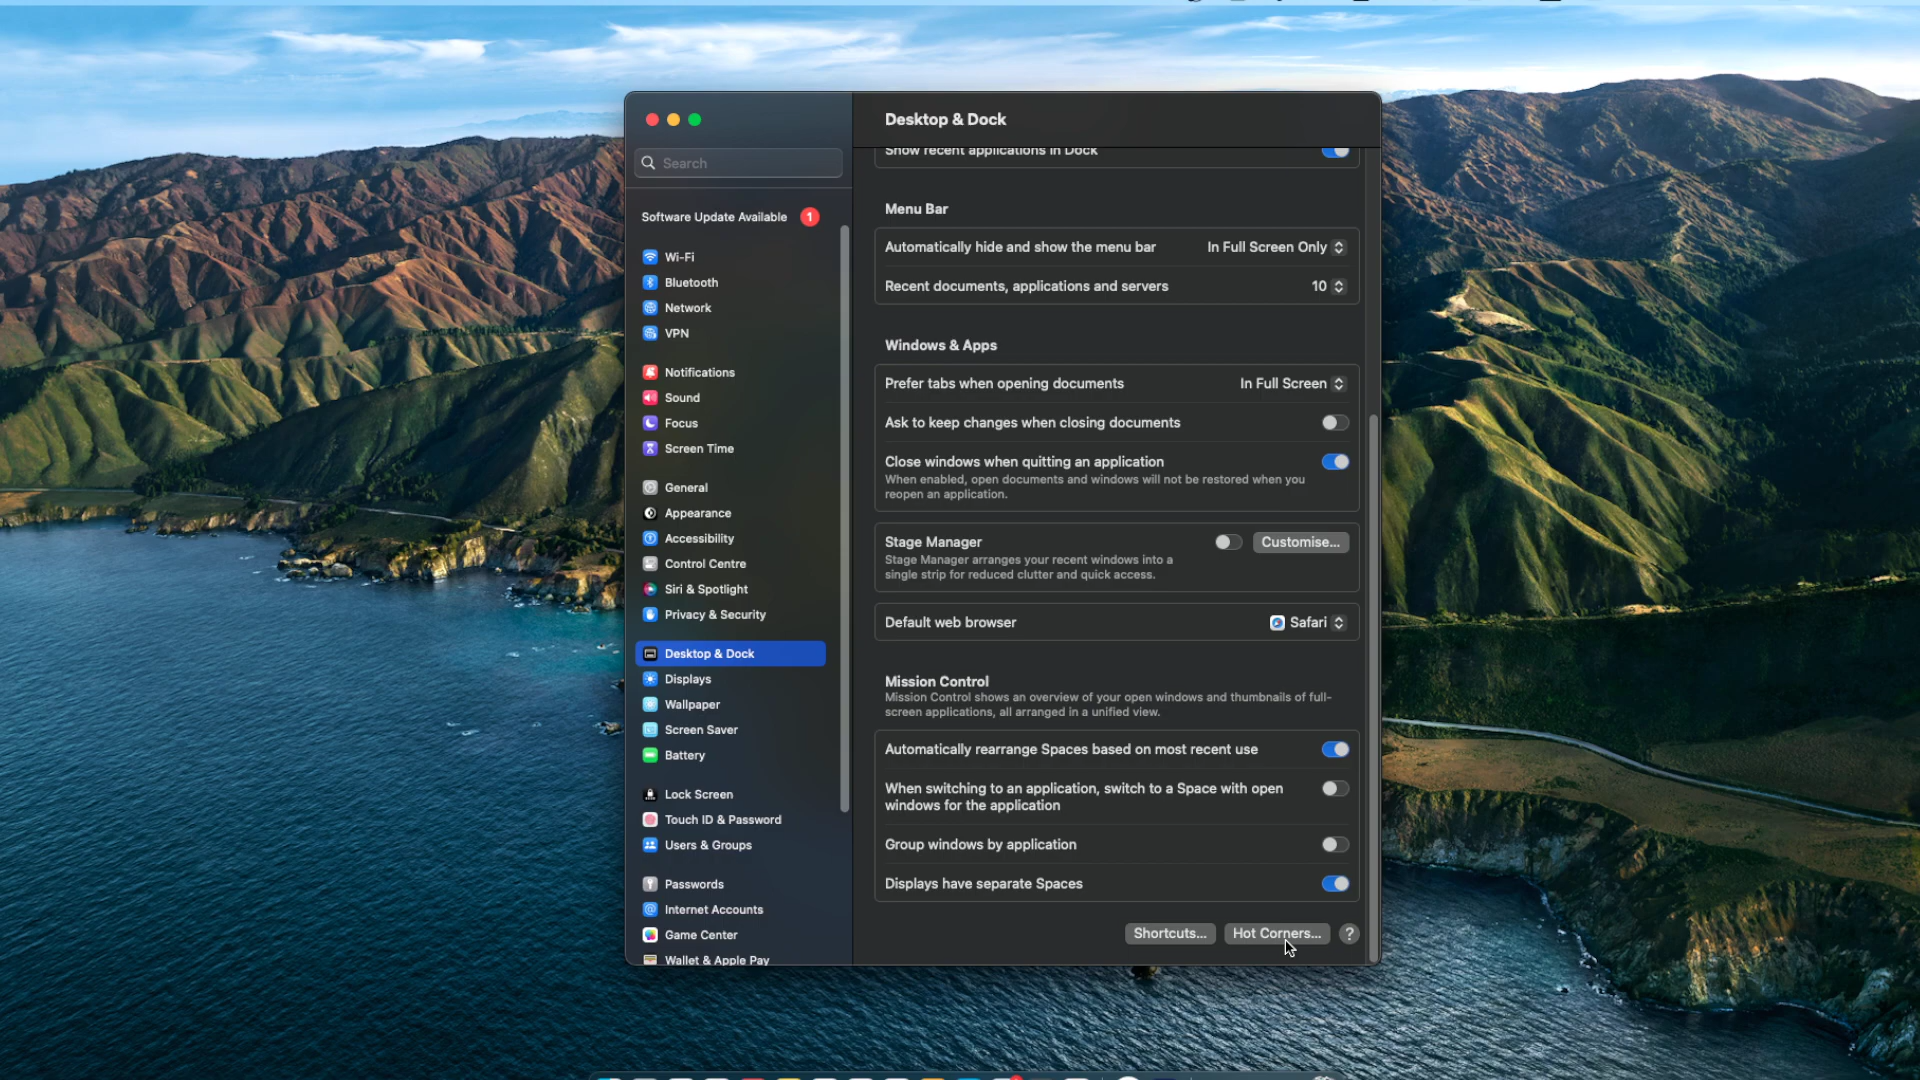 Desktop & Dock
Search
Software Update Available 1
Wi-Fi
Bluetooth
Network
VPN
Notifications
Sound
Focus
Screen Time
General
Appearance
Accessibility
Control Centre
Siri & Spotlight
Privacy & Security
Desktop & Dock
Displays
Wallpaper
Screen Saver
Battery
Lock Screen
Touch ID & Password
Users & Groups
Passwords
Internet Accounts
Game Center
Wallet & Apple Pay
Show recent applications in Dock
Menu Bar
Automatically hide and show the menu bar In Full Screen Only
Recent documents, applications and servers 10
Windows & Apps
Prefer tabs when opening documents In Full Screen
Ask to keep changes when closing documents
Close windows when quitting an application
When enabled, open documents and windows will not be restored when you
reopen an application.
Stage Manager Customise...
Stage Manager arranges your recent windows into a
single strip for reduced clutter and quick access.
Default web browser Safari
Mission Control
Mission Control shows an overview of your open windows and thumbnails of full-
screen applications, all arranged in a unified view.
Automatically rearrange Spaces based on most recent use
When switching to an application, switch to a Space with open
windows for the application
Group windows by application
Displays have separate Spaces
Shortcuts... Hot Corners... ?